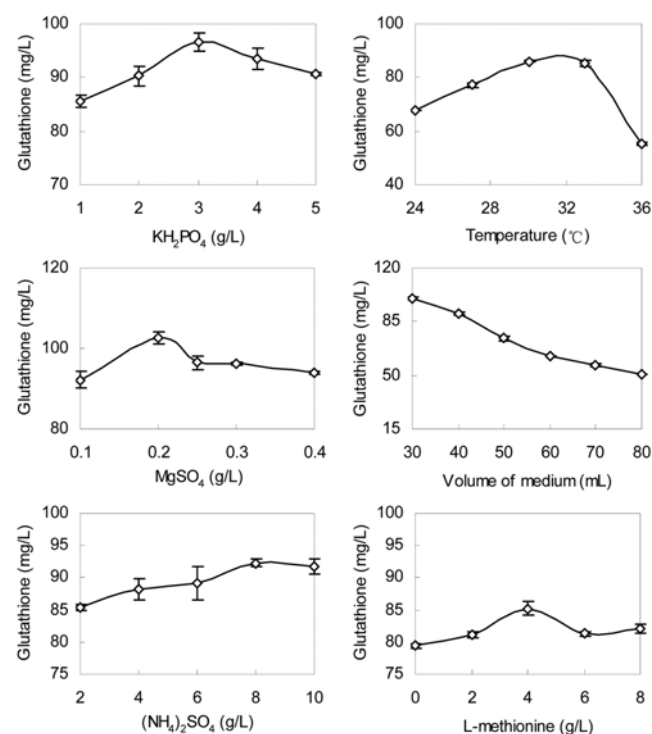 100
90
80
70
Glutathione (mg/L)
1 2 3 4 5
KH₂PO₄ (g/L)
100
80
60
40
Glutathione (mg/L)
24 28 32 36
Temperature (℃)
120
100
80
Glutathione (mg/L)
0.1 0.2 0.3 0.4
MgSO₄ (g/L)
120
85
50
15
Glutathione (mg/L)
30 40 50 60 70 80
Volume of medium (mL)
100
95
90
85
80
75
Glutathione (mg/L)
2 4 6 8 10
(NH₄)₂SO₄ (g/L)
100
95
90
85
80
75
Glutathione (mg/L)
0 2 4 6 8
L-methionine (g/L)